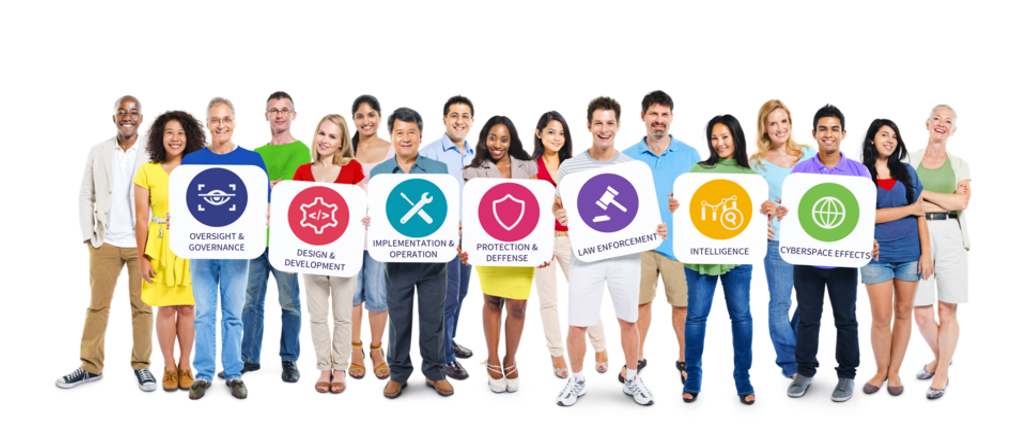 OVERSIGHT &
GOVERNANCE
DESIGN &
DEVELOPMENT
IMPLEMENTATION &
OPERATION
PROTECTION &
DEFFENSE
LAW ENFORCEMENT
INTELLIGENCE
CYBERSPACE EFFECTS